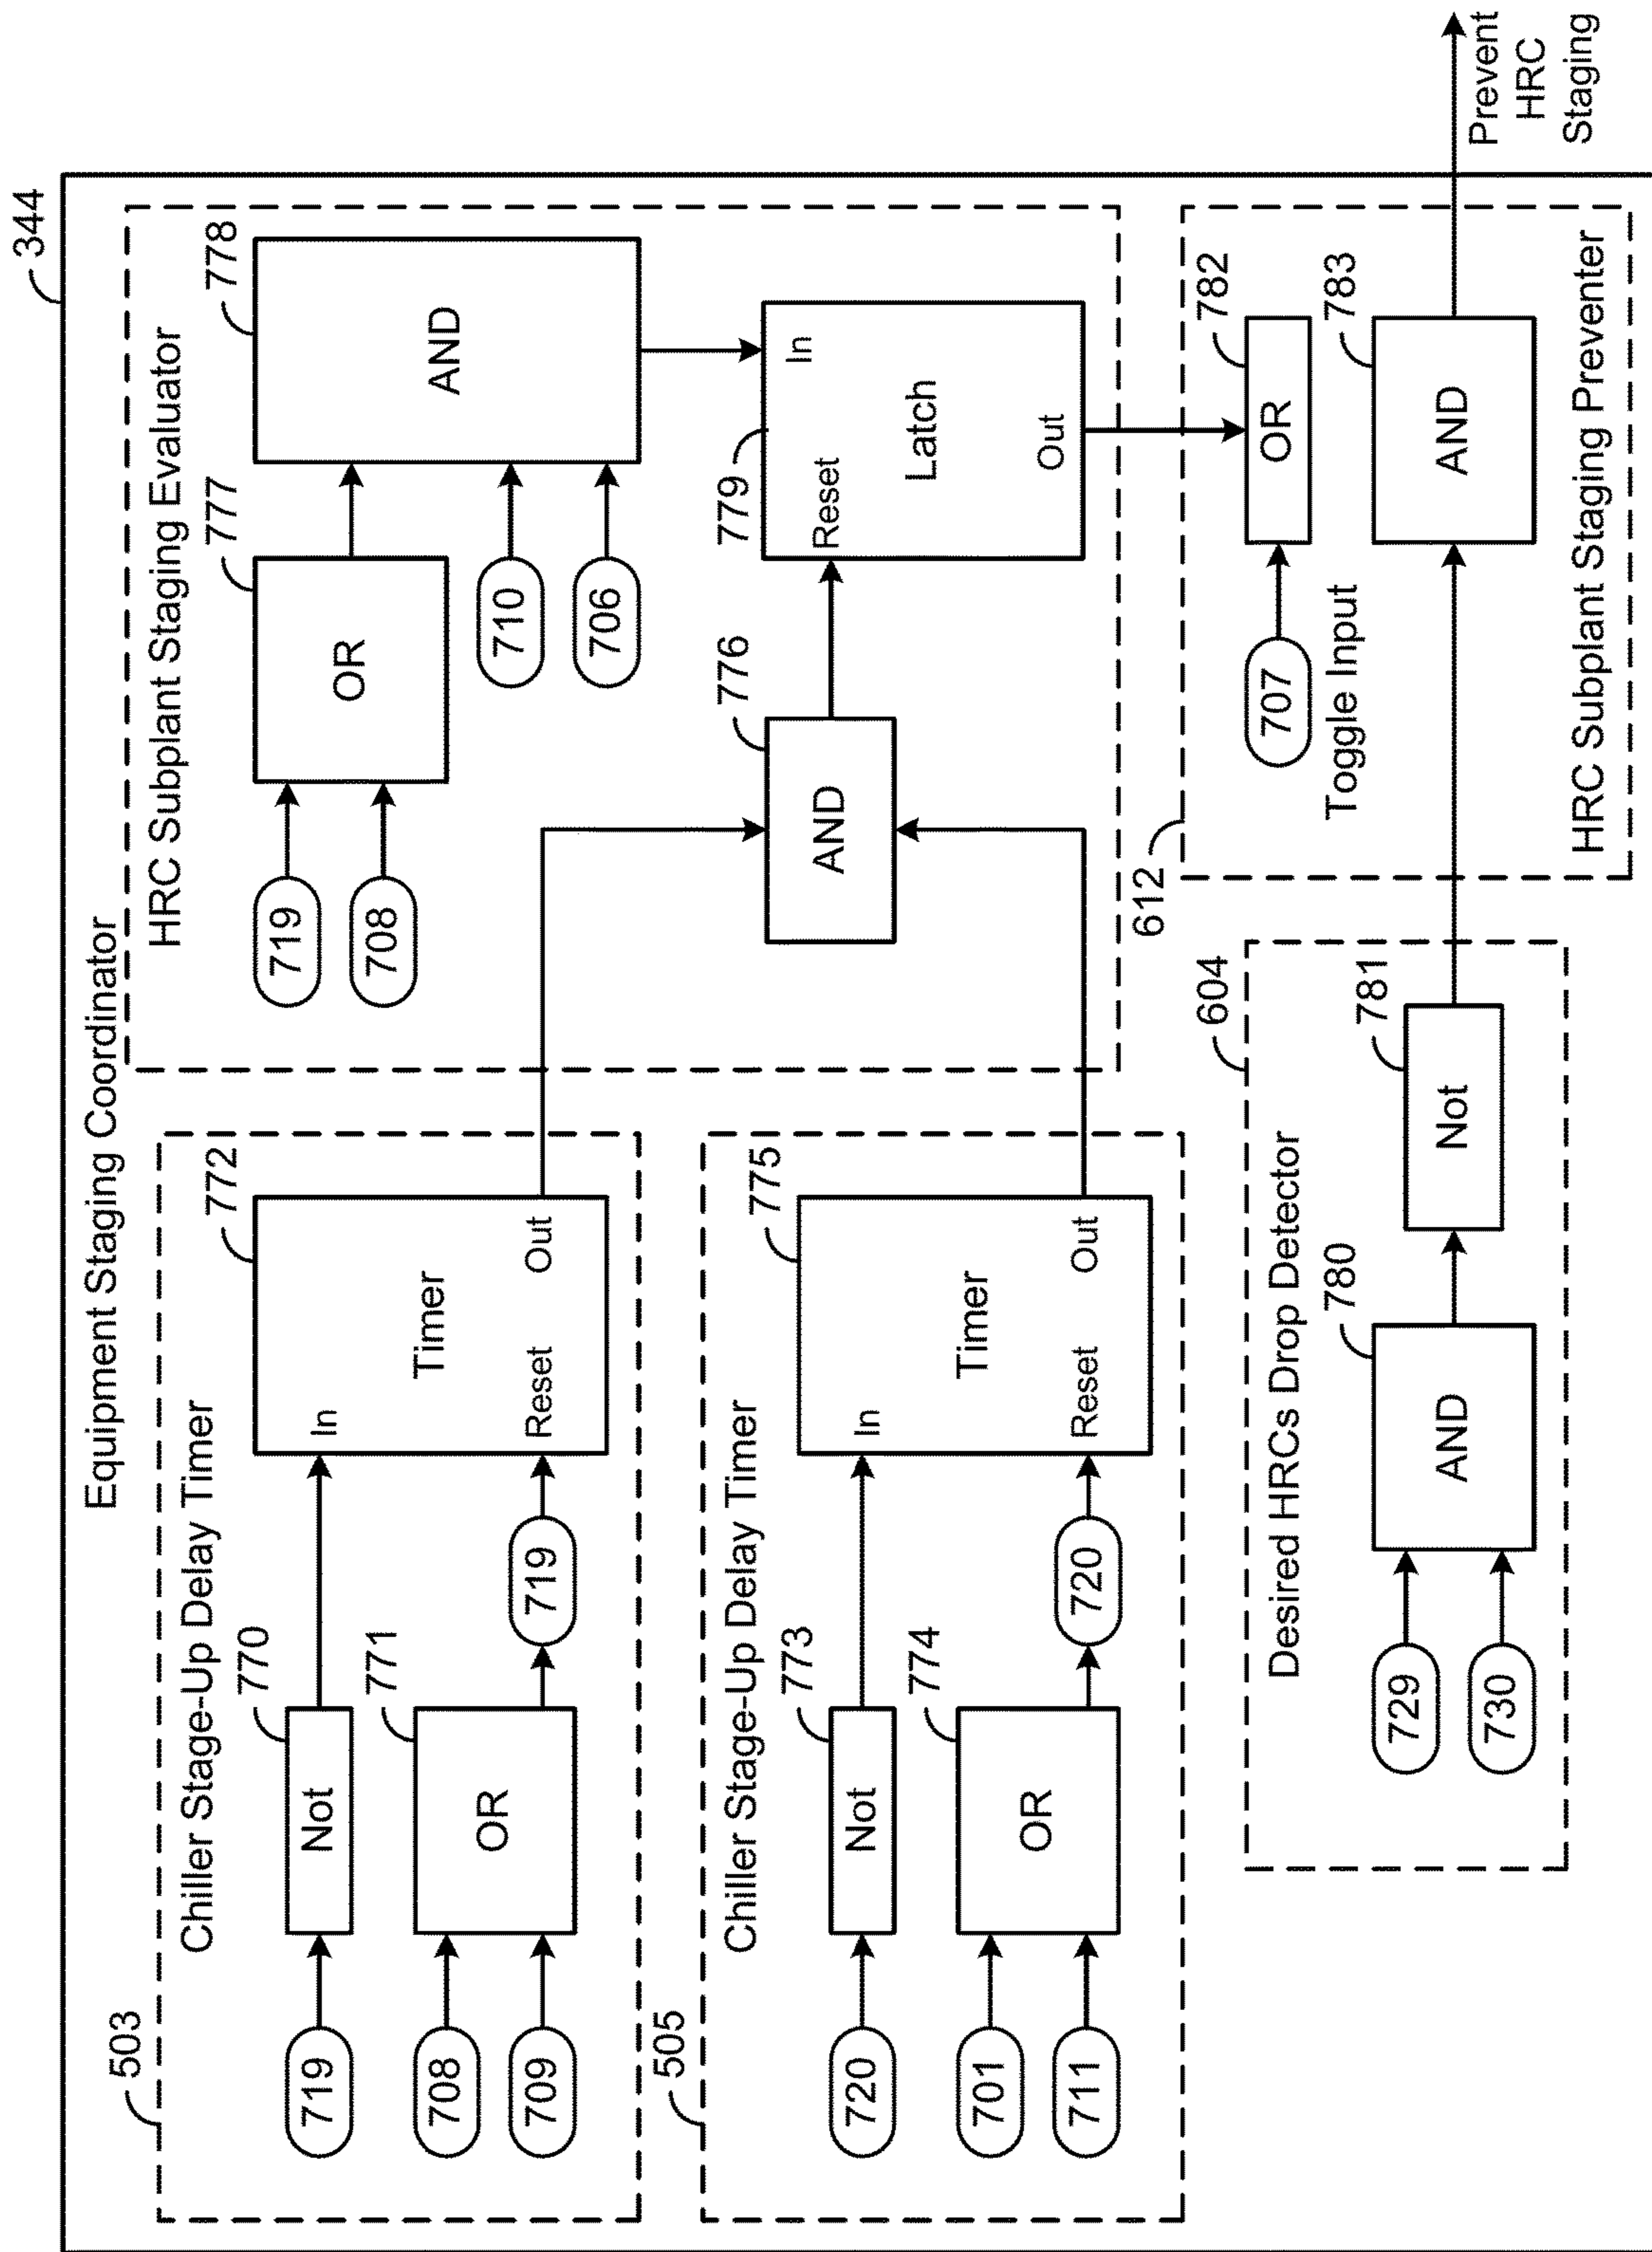 344
Equipment Staging Coordinator
503
Chiller Stage-Up Delay Timer
719
770
Not
708
709
771
OR
719
772
In
Timer
Reset
Out
505
Chiller Stage-Up Delay Timer
720
773
Not
701
711
774
OR
720
775
In
Timer
Reset
Out
HRC Subplant Staging Evaluator
719
708
777
OR
710
706
778
AND
776
AND
779
Reset
In
Latch
Out
604
Desired HRCs Drop Detector
729
730
780
AND
781
Not
612
707
Toggle Input
782
OR
783
AND
HRC Subplant Staging Preventer
Prevent
HRC
Staging